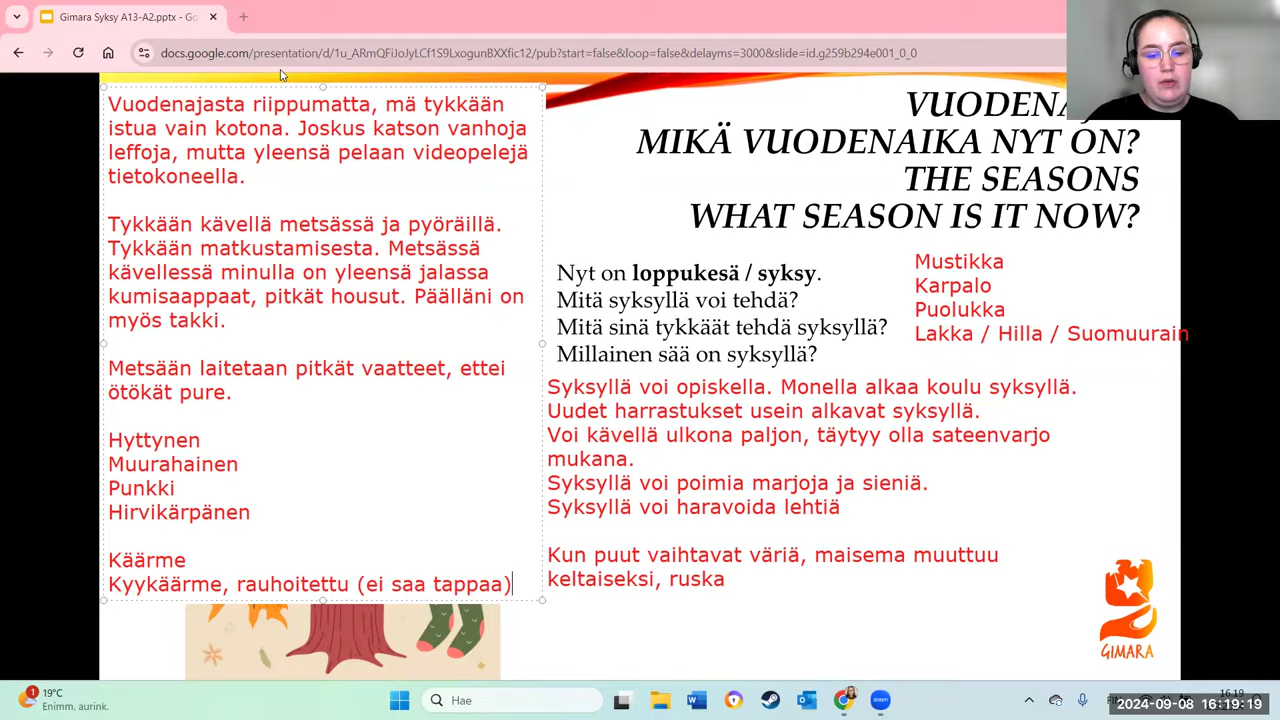 Gimara Syksy A13-A2.pptx - Go
docs.google.com/presentation/d/1u_ARmQFiJoJyLCf1S9LxogunBXXfic12/pub?start=false&loop=false&delayms=3000&slide=id.g259b294e001_0_0
Vuodenajasta riippumatta, mä tykkään
istua vain kotona. Joskus katson vanhoja
leffoja, mutta yleensä pelaan videopelejä
tietokoneella.
Tykkään kävellä metsässä ja pyöräillä.
Tykkään matkustamisesta. Metsässä
kävellessä minulla on yleensä jalassa
kumisaappaat, pitkät housut. Päälläni on
myös takki.
Metsään laitetaan pitkät vaatteet, ettei
ötökät pure.
Hyttynen
Muurahainen
Punkki
Hirvikärpänen
Käärme
Kyykäärme, rauhoitettu (ei saa tappaa)
MIKÄ VUODENAIKA NYT ON?
THE SEASONS
WHAT SEASON IS IT NOW?
Nyt on loppukesä / syksy.
Mitä syksyllä voi tehdä?
Mitä sinä tykkäät tehdä syksyllä?
Millainen sää on syksyllä?
Mustikka
Karpalo
Puolukka
Lakka / Hilla / Suomuurain
Syksyllä voi opiskella. Monella alkaa koulu syksyllä.
Uudet harrastukset usein alkavat syksyllä.
Voi kävellä ulkona paljon, täytyy olla sateenvarjo
mukana.
Syksyllä voi poimia marjoja ja sieniä.
Syksyllä voi haravoida lehtiä
Kun puut vaihtavat väriä, maisema muuttuu
keltaiseksi, ruska
GIMARA
1
19°C
Enimm. aurink.
Hae
zoom
16.19
2024-09-08 16:19:19